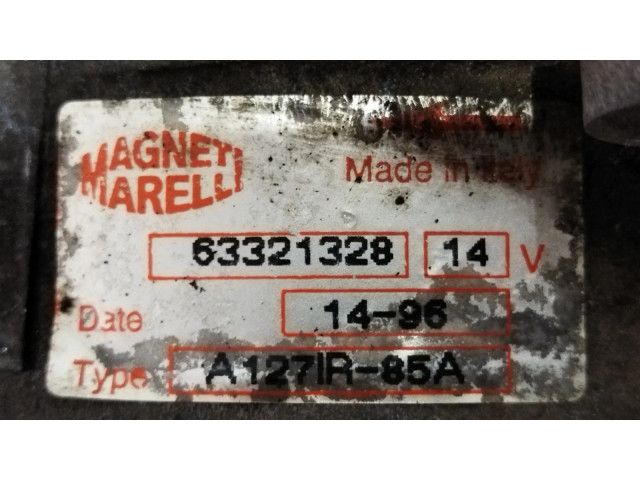 MAGNETI
MARELLI
Made in Italy
63321328 14 V
Date 14-96
Type A127IR-85A